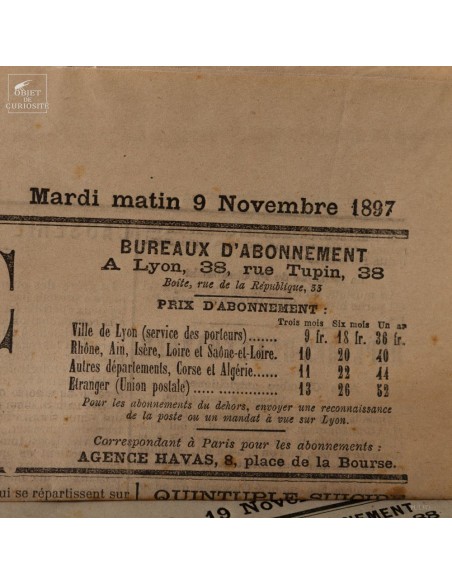 OBJET
DE
CURIOSITÉ
Mardi matin 9 Novembre 1897
BUREAUX D'ABONNEMENT
A Lyon, 38, rue Tupin, 38
Boîte, rue de la République, 53
PRIX D'ABONNEMENT :
Trois mois Six mois Un an
Ville de Lyon (service des porteurs) 9 fr. 18 fr. 36 fr.
Rhône, Ain, Isère, Loire et Saône-et-Loire. 10 20 40
Autres départements, Corse et Algérie...... 11 22 44
Etranger (Union postale) .................. 13 26 52
Pour les abonnements du dehors, envoyer une reconnaissance
de la poste ou un mandat à vue sur Lyon.
Correspondant à Paris pour les abonnements :
AGENCE HAVAS, 8, place de la Bourse.
ui se répartissent sur
QUINTUPLE SUICIDE
19 Nove
ONNEMENT
38